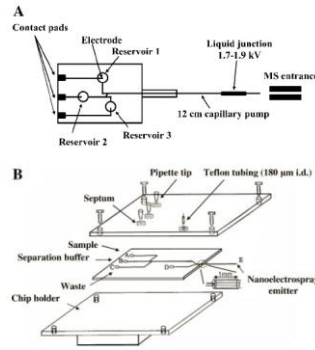 A
Contact pads
Electrode
Reservoir 1
Liquid junction
1.7-1.9 kV
MS entrance
12 cm capillary pump
Reservoir 2
Reservoir 3
B
Pipette tip
Teflon tubing (180 µm i.d.)
Septum
Sample
Separation buffer
Waste
D
E
1mm
Nanoelectrospray
emitter
Chip holder